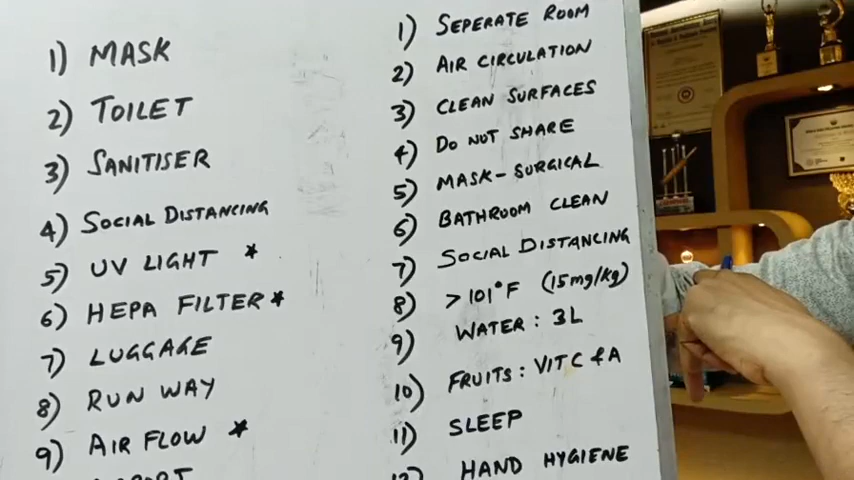 1) MASK
2) TOILET
3) SANITISER
4) SOCIAL DISTANCING
5) UV LIGHT *
6) HEPA FILTER *
7) LUGGAGE
8) RUN WAY
9) AIR FLOW *
1) SEPERATE ROOM
2) AIR CIRCULATION
3) CLEAN SURFACES
4) DO NOT SHARE
5) MASK - SURGICAL
6) BATHROOM CLEAN
7) SOCIAL DISTANCING
8) >101°F (15mg/kg)
9) WATER : 3L
10) FRUITS : VIT C & A
11) SLEEP
12) HAND HYGIENE